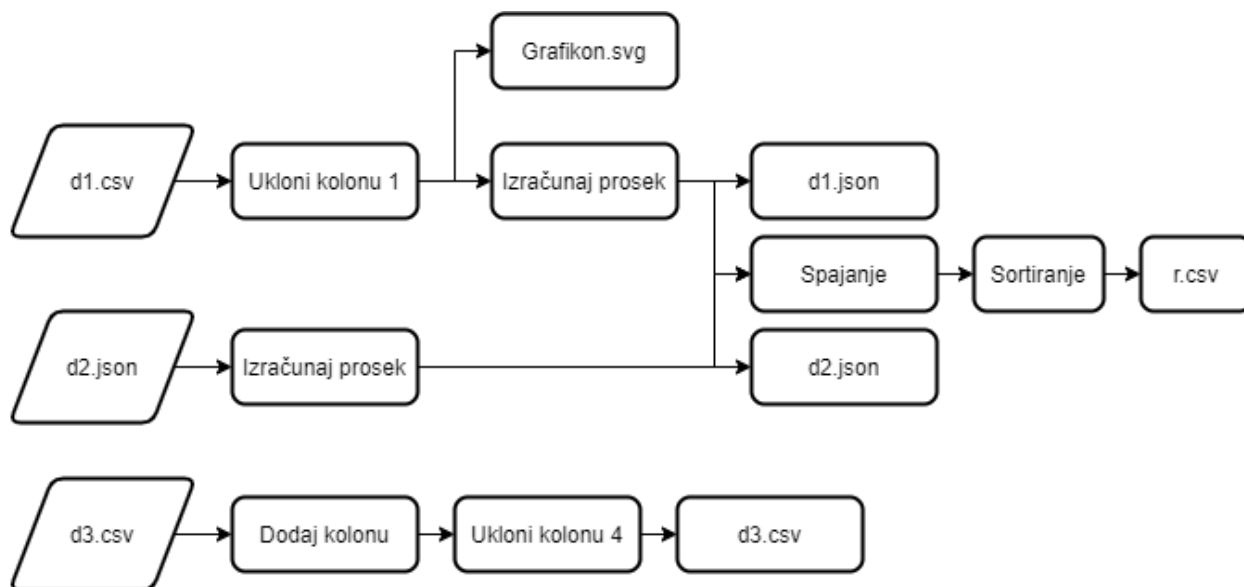 Grafikon.svg
d1.csv
Ukloni kolonu 1
Izračunaj prosek
d1.json
Spajanje
Sortiranje
r.csv
d2.json
Izračunaj prosek
d2.json
d3.csv
Dodaj kolonu
Ukloni kolonu 4
d3.csv